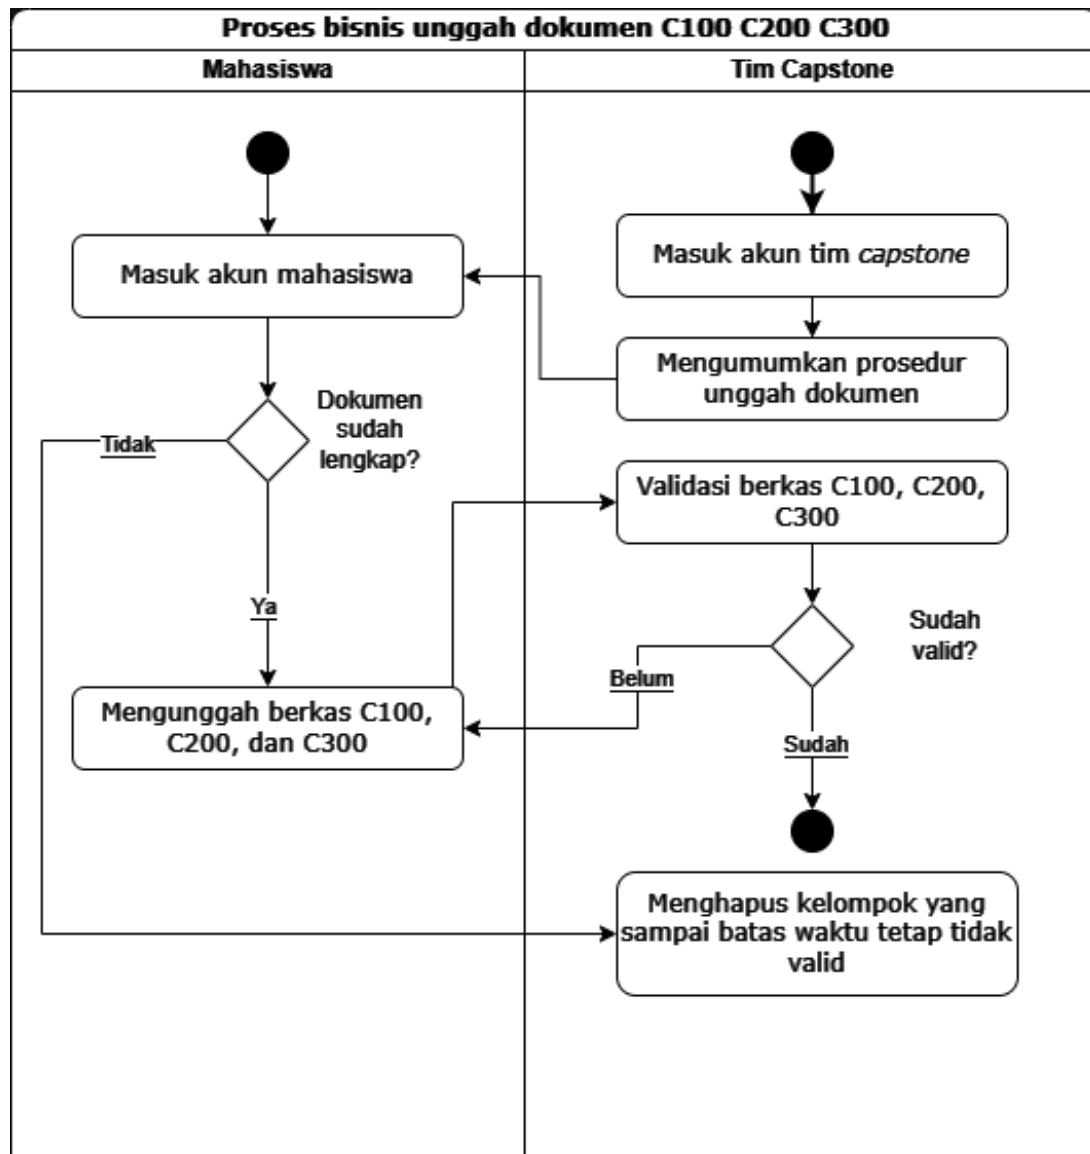 Proses bisnis unggah dokumen C100 C200 C300
Mahasiswa
Tim Capstone
Masuk akun mahasiswa
Masuk akun tim capstone
Mengumumkan prosedur
unggah dokumen
Dokumen
sudah
lengkap?
Tidak
Validasi berkas C100, C200,
C300
Ya
Sudah
valid?
Belum
Mengunggah berkas C100,
C200, dan C300
Sudah
Menghapus kelompok yang
sampai batas waktu tetap tidak
valid